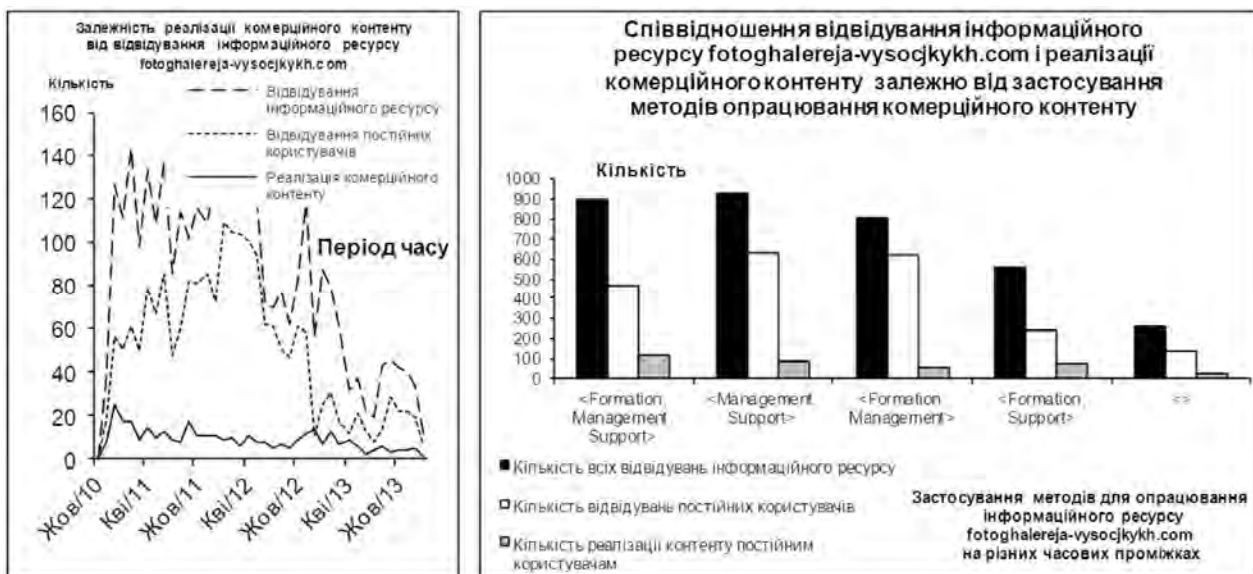 Залежність реалізації комерційного контенту
від відвідування інформаційного ресурсу
fotoghalereja-vysocjkykh.com
Кількість
160
140
120
100
80
60
40
20
0
Відвідування
інформаційного ресурсу
Відвідування постійних
користувачів
Реалізація комерційного
контенту
Період часу
Жов/10
Кві/11
Жов/11
Кві/12
Жов/12
Кві/13
Жов/13
Співвідношення відвідування інформаційного
ресурсу fotoghalereja-vysocjkykh.com і реалізації
комерційного контенту залежно від застосування
методів опрацювання комерційного контенту
Кількість
1000
900
800
700
600
500
400
300
200
100
0
<Formation,
Management,
Support>
<Management,
Support>
<Formation,
Management>
<Formation,
Support>
<>
Кількість всіх відвідувань інформаційного ресурсу
Кількість відвідувань постійних користувачів
Кількість реалізації контенту постійним
користувачам
Застосування методів для опрацювання
інформаційного ресурсу
fotoghalereja-vysocjkykh.com
на різних часових проміжках